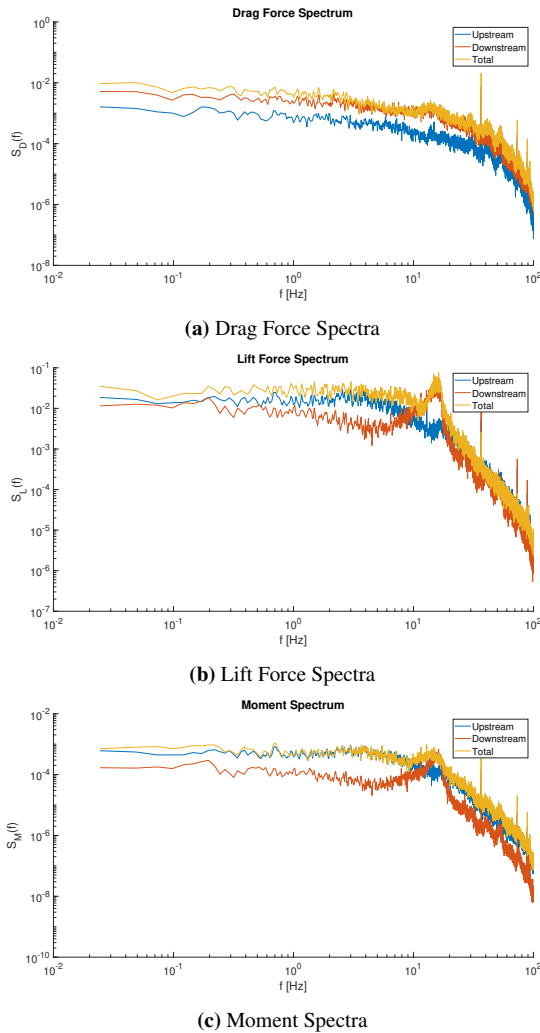 Drag Force Spectrum
10^0
10^-2
10^-4
10^-6
10^-8
S_D(f)
Upstream
Downstream
Total
10^-2 10^-1 10^0 10^1 10^2
f [Hz]
(a) Drag Force Spectra
Lift Force Spectrum
10^-1
10^-2
10^-3
10^-4
10^-5
10^-6
10^-7
S_L(f)
Upstream
Downstream
Total
10^-2 10^-1 10^0 10^1 10^2
f [Hz]
(b) Lift Force Spectra
Moment Spectrum
10^-2
10^-4
10^-6
10^-8
10^-10
S_M(f)
Upstream
Downstream
Total
10^-2 10^-1 10^0 10^1 10^2
f [Hz]
(c) Moment Spectra